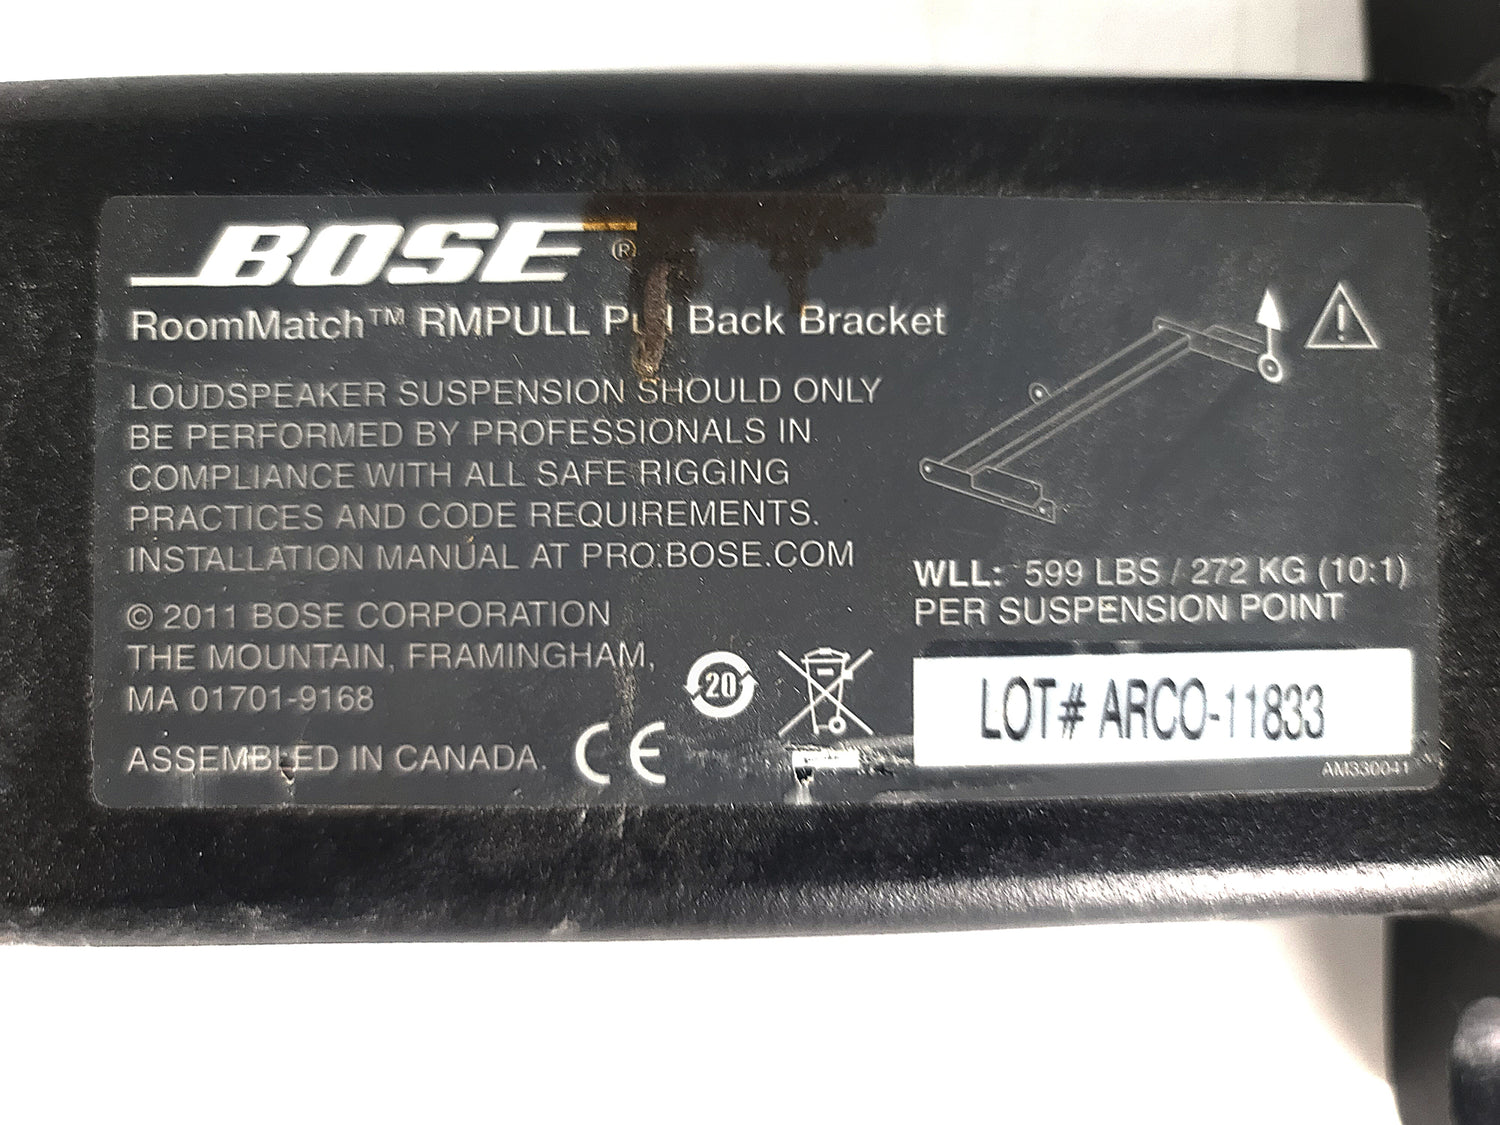 BOSE®
RoomMatch™ RMPULL Pull Back Bracket
LOUDSPEAKER SUSPENSION SHOULD ONLY
BE PERFORMED BY PROFESSIONALS IN
COMPLIANCE WITH ALL SAFE RIGGING
PRACTICES AND CODE REQUIREMENTS.
INSTALLATION MANUAL AT PRO.BOSE.COM
© 2011 BOSE CORPORATION
THE MOUNTAIN, FRAMINGHAM,
MA 01701-9168
ASSEMBLED IN CANADA.
CE
20
!
WLL: 599 LBS / 272 KG (10:1)
PER SUSPENSION POINT
LOT# ARCO-11833
AM330041